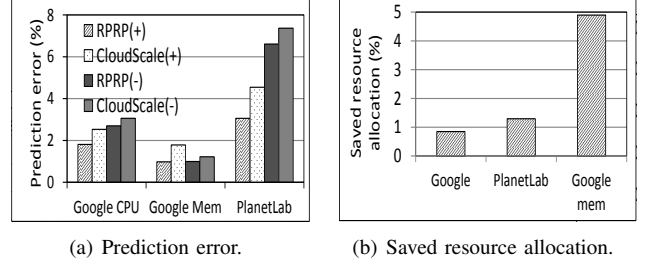 Prediction error (%)
8
6
4
2
0
RPRP(+)
CloudScale(+)
RPRP(-)
CloudScale(-)
Google CPU Google Mem PlanetLab
(a) Prediction error.
Saved resource
allocation (%)
5
4
3
2
1
0
Google PlanetLab Google
mem
(b) Saved resource allocation.